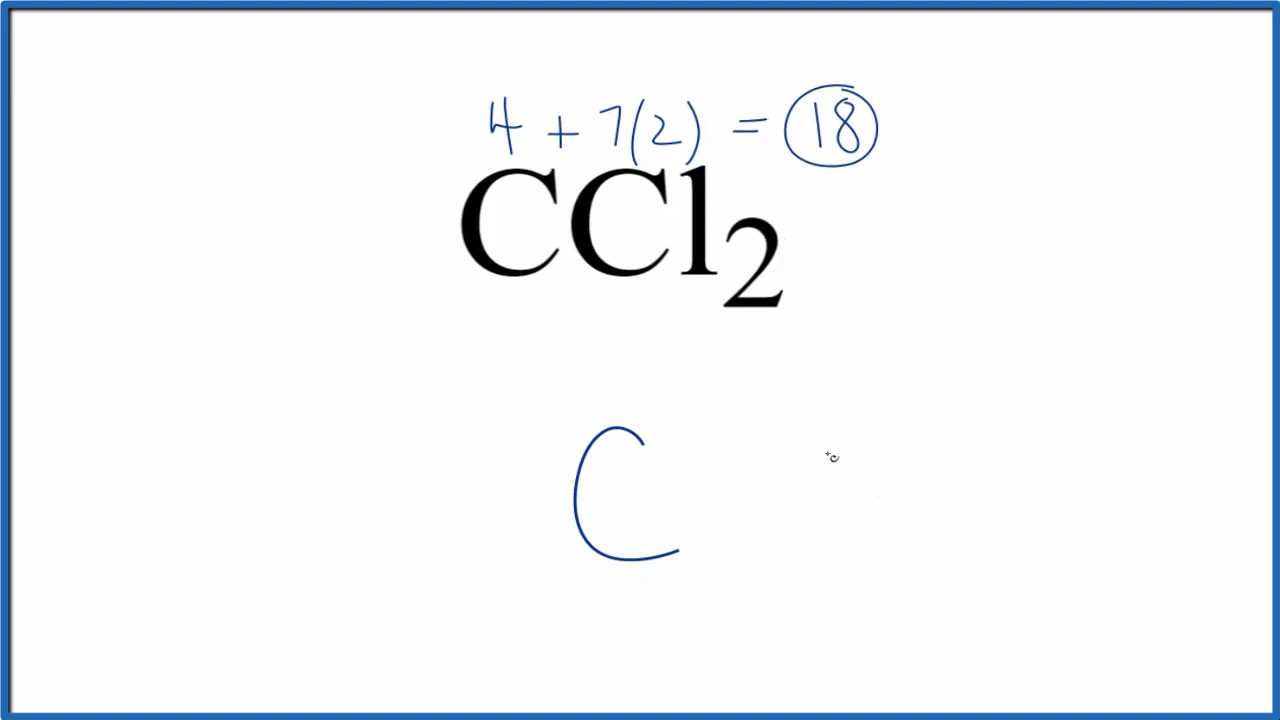 4 + 7(2) = 18
CCl₂
C